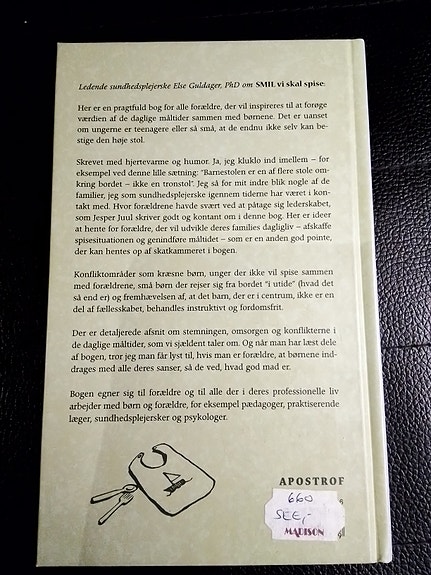 Ledende sundhedsplejerske Else Guldager, PhD om SMIL vi skal spise:
Her er en pragtfuld bog for alle forældre, der vil inspireres til at forøge
værdien af de daglige måltider sammen med børnene. Det er uanset
om ungerne er teenagere eller så små, at de endnu ikke selv kan be-
stige den høje stol.
Skrevet med hjertevarme og humor. Ja, jeg kluklo ind imellem – for
eksempel ved denne lille sætning: "Barnestolen er en af flere stole om-
kring bordet – ikke en tronstol". Jeg så for mit indre blik nogle af de
familier, jeg som sundhedsplejerske igennem tiderne har været i kon-
takt med. Hvor forældrene havde svært ved at påtage sig lederskabet,
som Jesper Juul skriver godt og kontant om i denne bog. Her er ideer
at hente for forældre, der vil udvikle deres families dagligliv – afskaffe
spisesituationen og genindføre måltidet – som er en anden god pointe,
der kan hentes op af skatkammeret i bogen.
Konfliktområder som kræsne børn, unger der ikke vil spise sammen
med forældrene, små børn der rejser sig fra bordet "i utide" (hvad det
så end er) og fremhævelsen af, at det barn, der er i centrum, ikke er en
del af fællesskabet, behandles instruktivt og fordomsfrit.
Der er detaljerede afsnit om stemningen, omsorgen og konflikterne i
de daglige måltider, som vi sjældent taler om. Og når man har læst dele
af bogen, tror jeg man får lyst til, hvis man er forældre, at børnene ind-
drages med alle deres sanser, så de ved, hvad god mad er.
Bogen egner sig til forældre og til alle der i deres professionelle liv
arbejder med børn og forældre, for eksempel pædagoger, praktiserende
læger, sundhedsplejersker og psykologer.
APOSTROF
660
SEE,-
MADISON